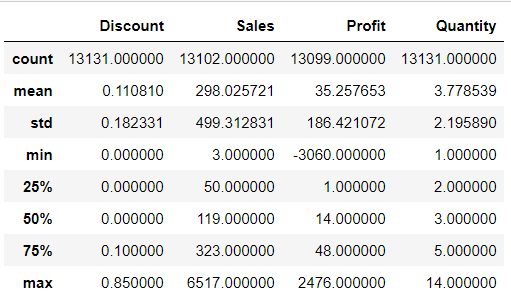 Discount Sales Profit Quantity
count 13131.000000 13102.000000 13099.000000 13131.000000
mean 0.110810 298.025721 35.257653 3.778539
std 0.182331 499.312831 186.421072 2.195890
min 0.000000 3.000000 -3060.000000 1.000000
25% 0.000000 50.000000 1.000000 2.000000
50% 0.000000 119.000000 14.000000 3.000000
75% 0.100000 323.000000 48.000000 5.000000
max 0.850000 6517.000000 2476.000000 14.000000